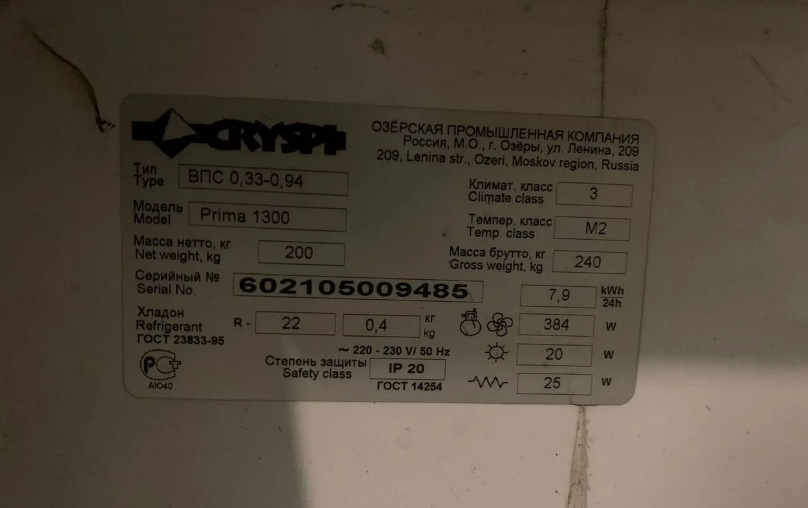 CRYSPI
ОЗЁРСКАЯ ПРОМЫШЛЕННАЯ КОМПАНИЯ
Россия, М.О., г. Озёры, ул. Ленина, 209
209, Lenina str., Ozeri, Moskov region, Russia
Тип
Type
ВПС 0,33-0,94
Климат. класс
Climate class
3
Модель
Model
Prima 1300
Темпер. класс
Temp. class
M2
Масса нетто, кг
Net weight, kg
200
Масса брутто, кг
Gross weight, kg
240
Серийный №
Serial No.
602105009485
7,9
kWh
24h
Хладон
Refrigerant
ГОСТ 23833-95
R - 22
0,4
кг
kg
384 W
~ 220 - 230 V/ 50 Hz
20 W
Степень защиты
Safety class
IP 20
ГОСТ 14254
25 W
РСТ
АЮ40